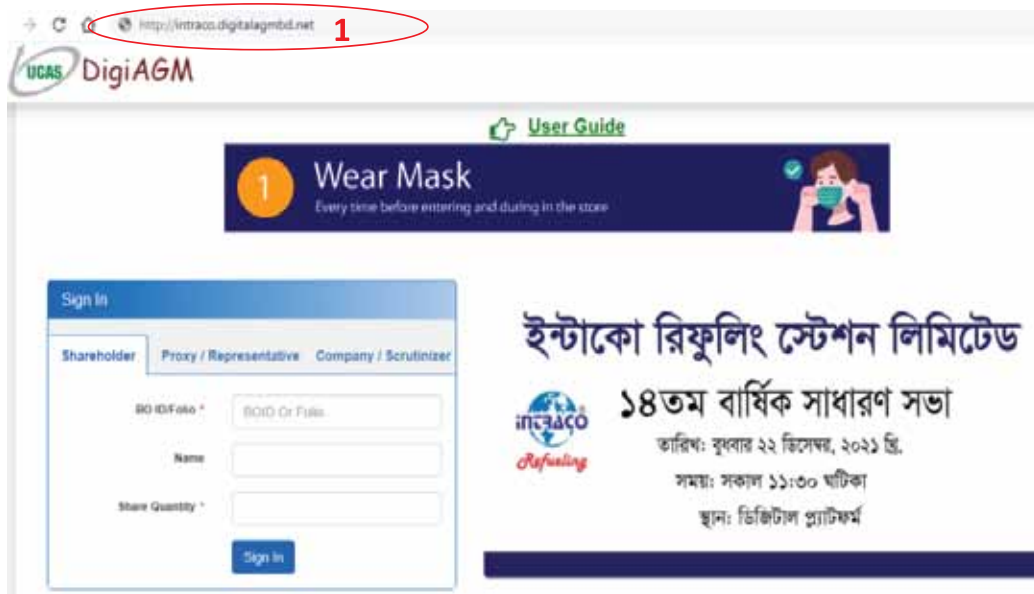 http://intraco.digitalagmbd.net
1
UCAS DigiAGM
User Guide
1
Wear Mask
Every time before entering and during in the store
Sign In
Shareholder Proxy / Representative Company / Scrutinizer
BO ID/Folio *
BOID Or Folio
Name
Share Quantity *
Sign In
ইন্টাকো রিফুলিং স্টেশন লিমিটেড
INTRACO
Refueling
১৪তম বার্ষিক সাধারণ সভা
তারিখ: বুধবার ২২ ডিসেম্বর, ২০২১ খ্রি.
সময়: সকাল ১১:৩০ ঘটিকা
স্থান: ডিজিটাল প্ল্যাটফর্ম